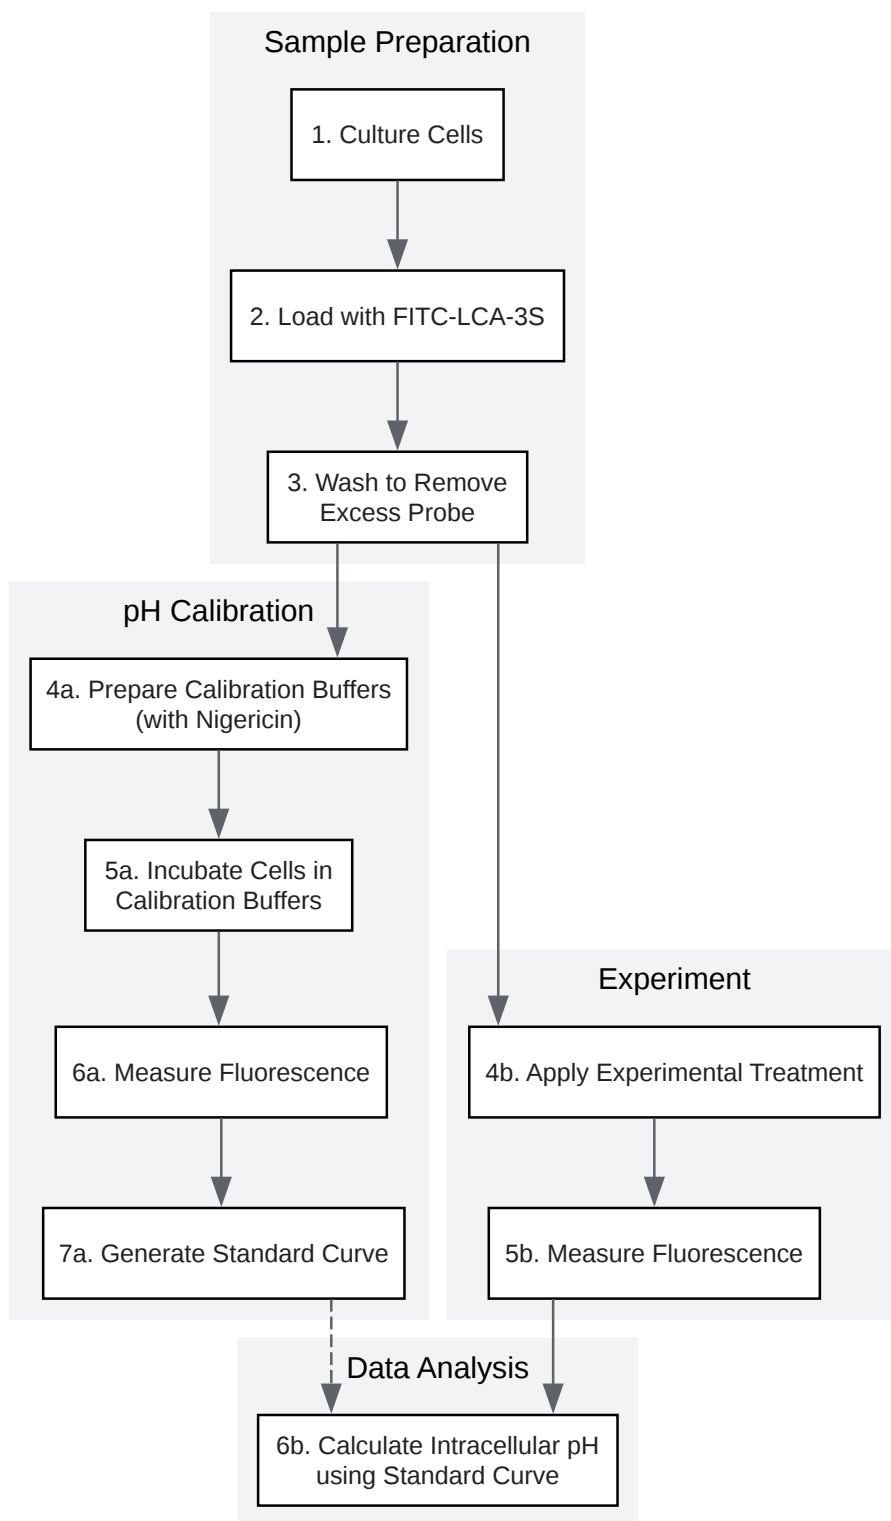 Sample Preparation
1. Culture Cells
2. Load with FITC-LCA-3S
3. Wash to Remove
Excess Probe
pH Calibration
4a. Prepare Calibration Buffers
(with Nigericin)
5a. Incubate Cells in
Calibration Buffers
6a. Measure Fluorescence
7a. Generate Standard Curve
Experiment
4b. Apply Experimental Treatment
5b. Measure Fluorescence
Data Analysis
6b. Calculate Intracellular pH
using Standard Curve